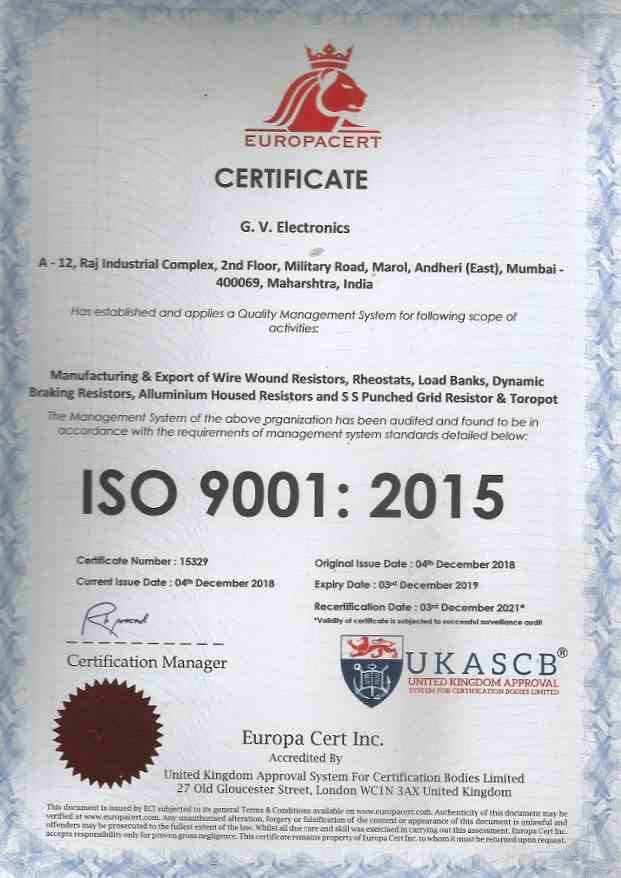 EUROPACERT
CERTIFICATE
G. V. Electronics
A - 12, Raj Industrial Complex, 2nd Floor, Military Road, Marol, Andheri (East), Mumbai -
400069, Maharshtra, India
Has established and applies a Quality Management System for following scope of
activities:
Manufacturing & Export of Wire Wound Resistors, Rheostats, Load Banks, Dynamic
Braking Resistors, Alluminium Housed Resistors and S S Punched Grid Resistor & Toropot
The Management System of the above prganization has been audited and found to be in
accordance with the requirements of management system standards detailed below:
ISO 9001: 2015
Certificate Number : 15329
Current Issue Date : 04th December 2018
Original Issue Date : 04th December 2018
Expiry Date : 03rd December 2019
Recertification Date : 03rd December 2021*
*Validity of certificate is subjected to successful surveillance audit
Certification Manager
UKASCB®
UNITED KINGDOM APPROVAL
SYSTEM FOR CERTIFICATION BODIES LIMITED
Europa Cert Inc.
Accredited By
United Kingdom Approval System For Certification Bodies Limited
27 Old Gloucester Street, London WC1N 3AX United Kingdom
This document is issued by ECI subjected to its general Terms & Conditions available on www.europacert.com. Authenticity of this document may be
verified at www.europacert.com. Any unauthorised alteration, forgery or falsification of the content or appearance of this document is unlawful and
offenders may be prosecuted to the fullest extent of the law. Whilst all due care and skill was exercised in carrying out this assessment, Europa Cert Inc.
accepts responsibility only for proven gross negligence. This certificate remains property of Europa Cert Inc. to whom it must be returned upon request.